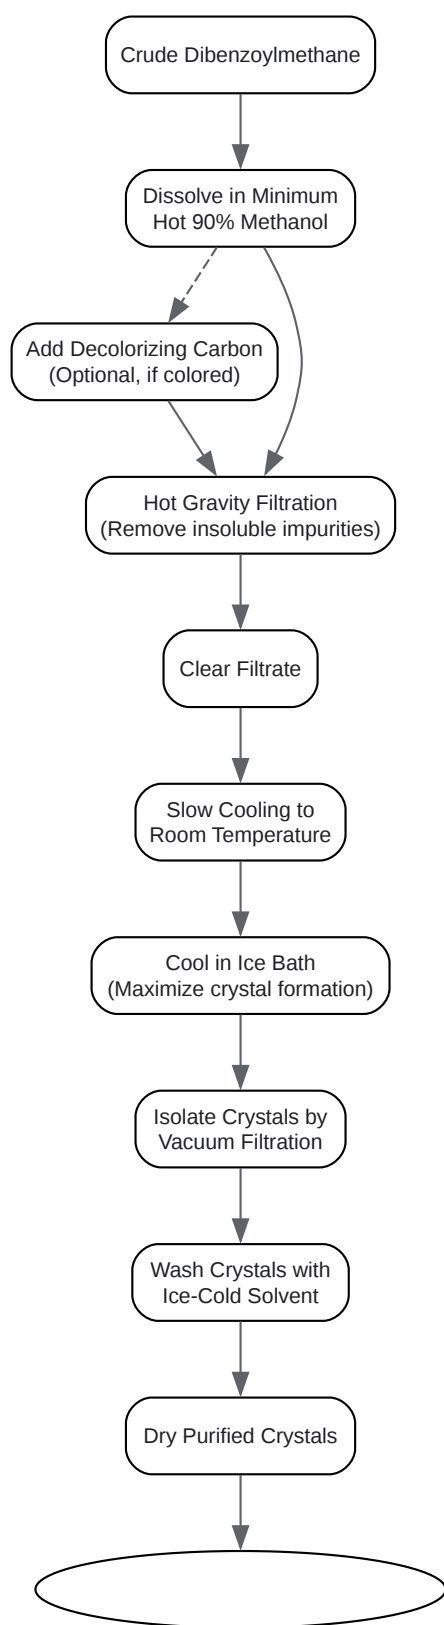 Crude Dibenzoylmethane
Dissolve in Minimum
Hot 90% Methanol
Add Decolorizing Carbon
(Optional, if colored)
Hot Gravity Filtration
(Remove insoluble impurities)
Clear Filtrate
Slow Cooling to
Room Temperature
Cool in Ice Bath
(Maximize crystal formation)
Isolate Crystals by
Vacuum Filtration
Wash Crystals with
Ice-Cold Solvent
Dry Purified Crystals